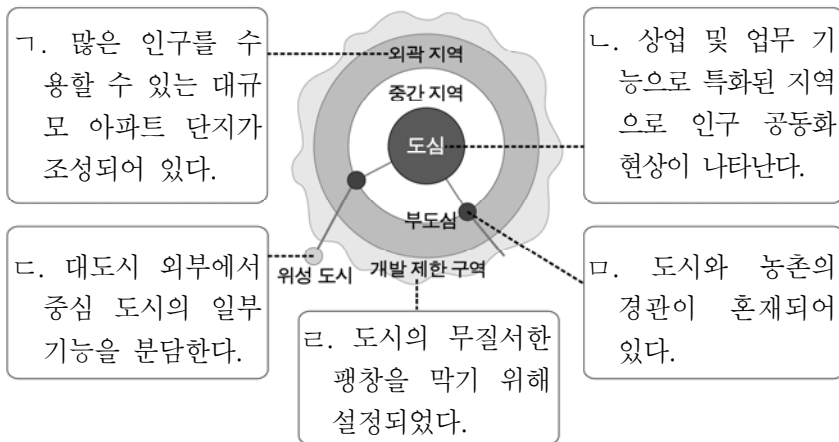 ㄱ. 많은 인구를 수
용할 수 있는 대규
모 아파트 단지가
조성되어 있다.
외곽 지역
중간 지역
도심
부도심
위성 도시
개발 제한 구역
ㄴ. 상업 및 업무 기
능으로 특화된 지역
으로 인구 공동화
현상이 나타난다.
ㄷ. 대도시 외부에서
중심 도시의 일부
기능을 분담한다.
ㄹ. 도시의 무질서한
팽창을 막기 위해
설정되었다.
ㅁ. 도시와 농촌의
경관이 혼재되어
있다.